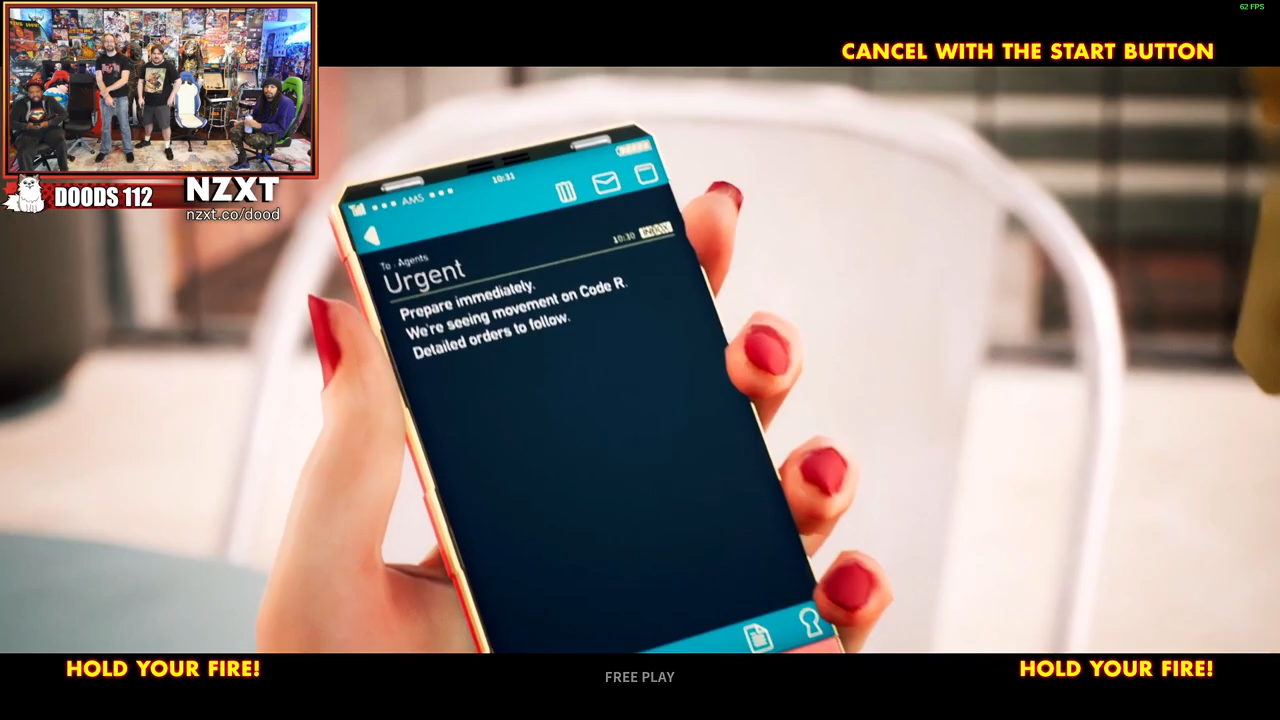 62 FPS
CANCEL WITH THE START BUTTON
DOODS 112
NZXT
nzxt.co/dood
AMS
10:31
10:30 INBOX
To : Agents
Urgent
Prepare immediately.
We're seeing movement on Code R.
Detailed orders to follow.
HOLD YOUR FIRE!
FREE PLAY
HOLD YOUR FIRE!